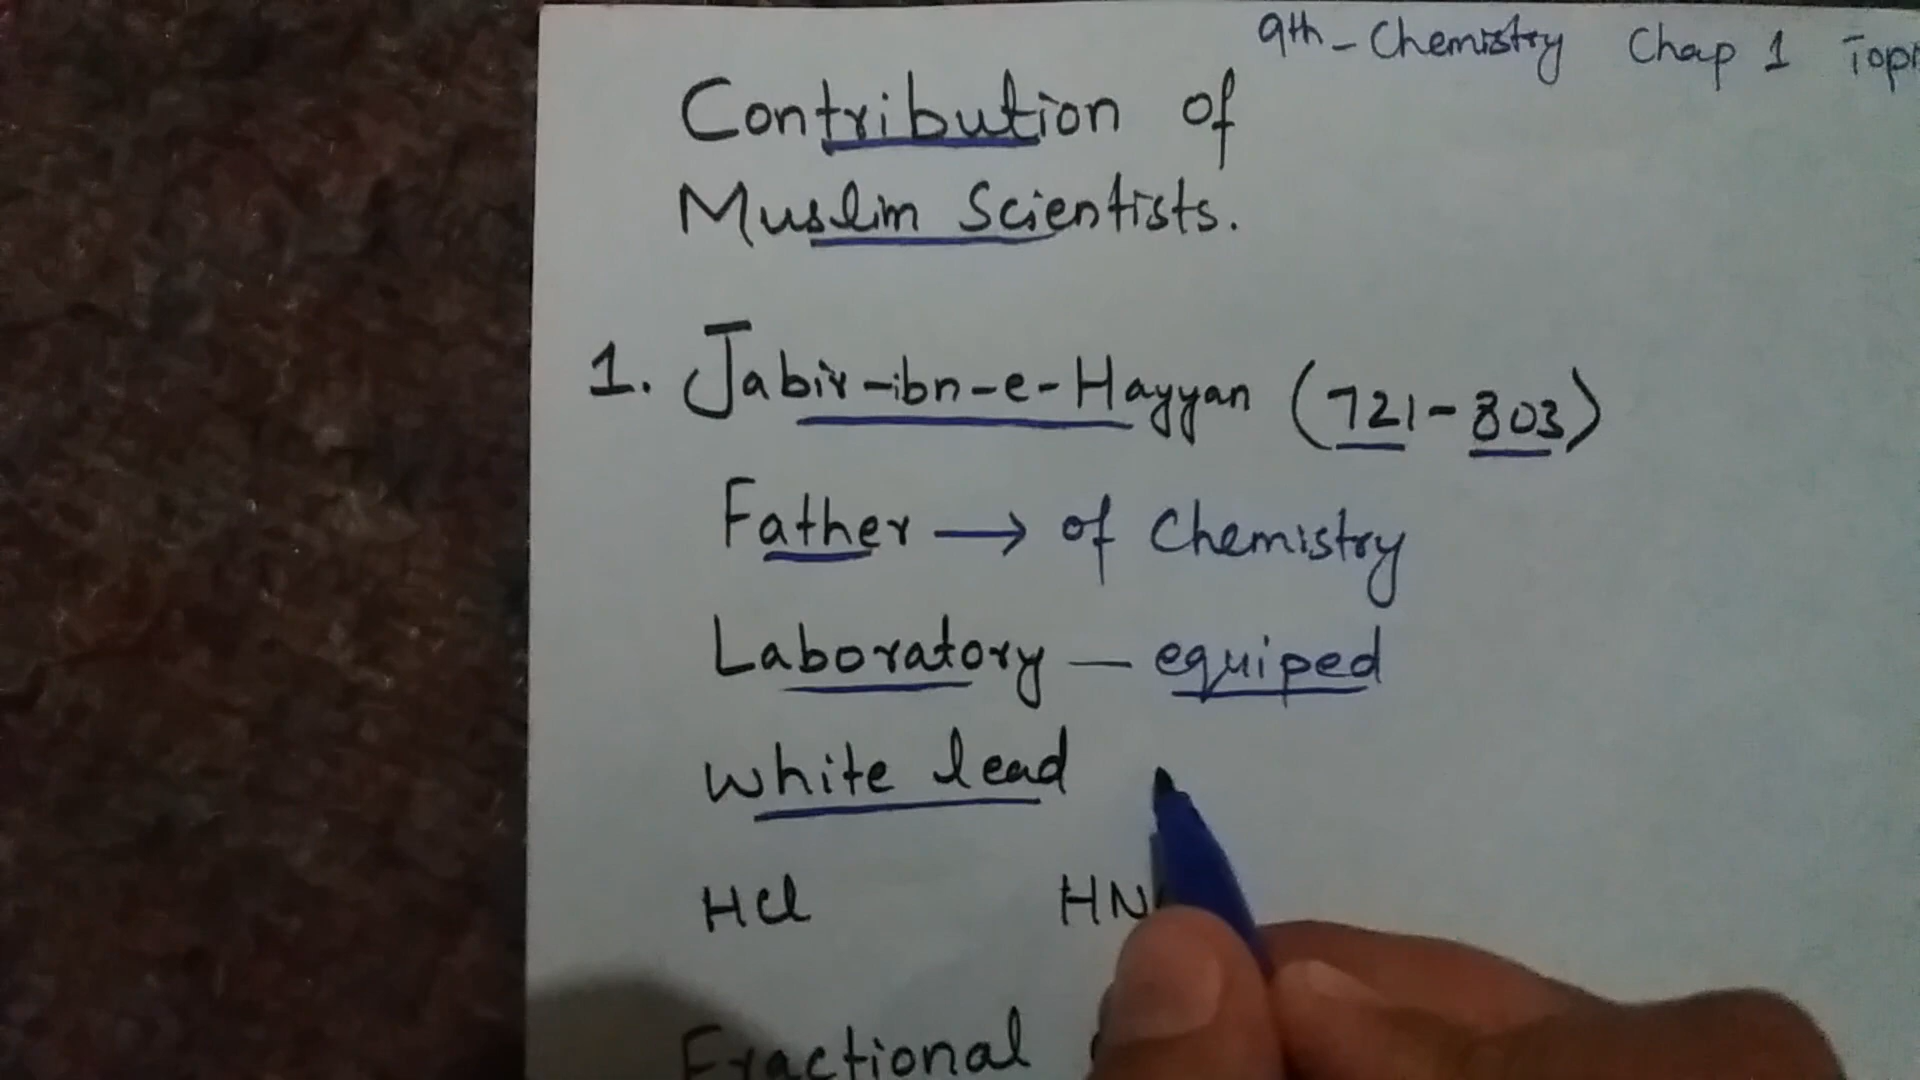 9th - Chemistry Chap 1
Contribution of
Muslim Scientists.
1. Jabir-ibn-e-Hayyan (721-803)
Father → of Chemistry
Laboratory — equiped
white lead
HCl
Fractional